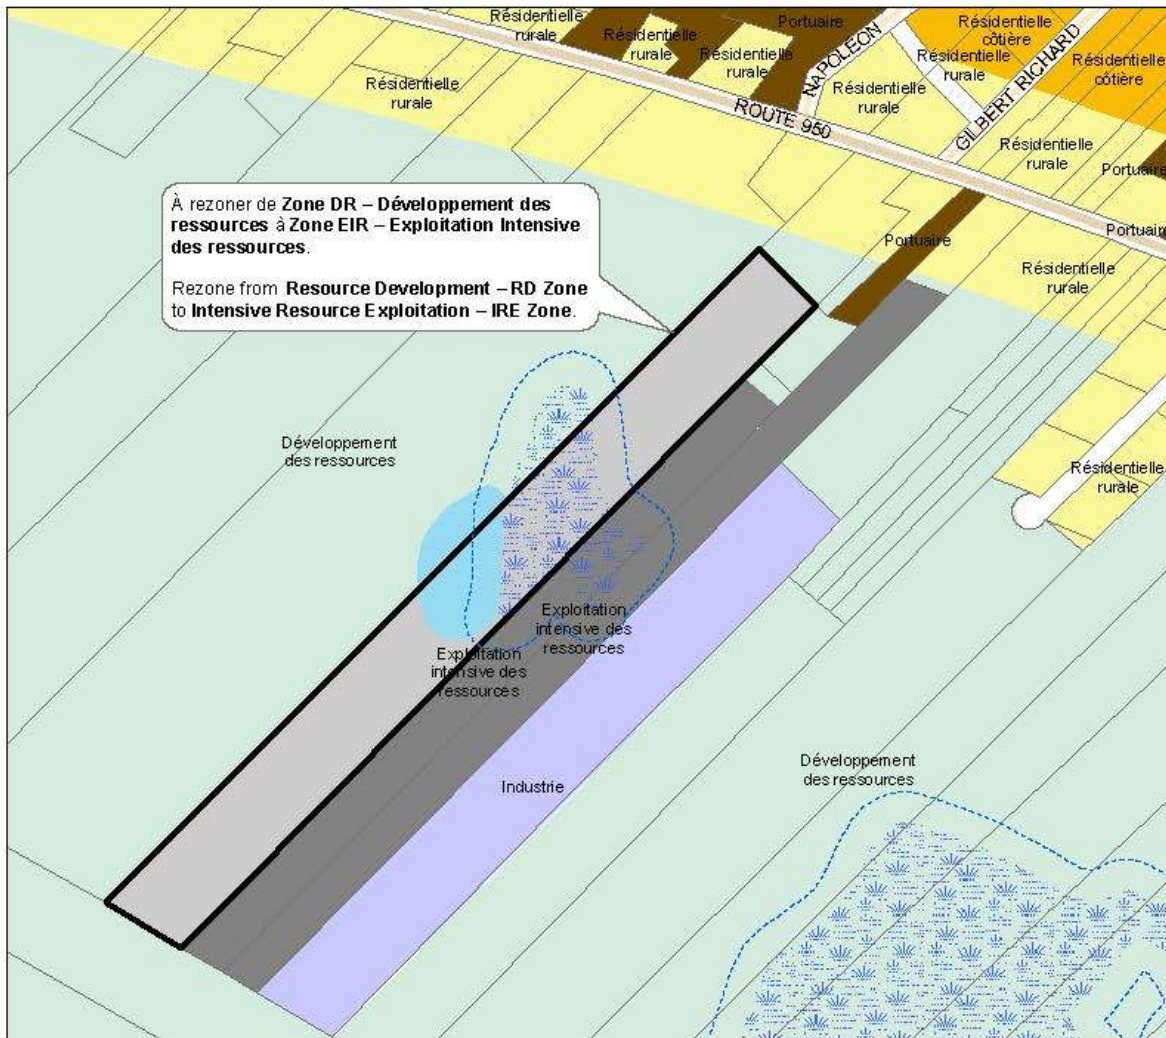 Résidentielle
rurale
Résidentielle
rurale
Résidentielle
rurale
Portuaire
NAPOLEON
Résidentielle
côtière
Résidentielle
rurale
Résidentielle
côtière
Résidentielle
rurale
Résidentielle
rurale
GILBERT RICHARD
ROUTE 950
Résidentielle
rurale
Portuaire
Portuaire
Portuaire
Résidentielle
rurale
À rezoner de Zone DR – Développement des
ressources à Zone EIR – Exploitation Intensive
des ressources.
Rezone from Resource Development – RD Zone
to Intensive Resource Exploitation – IRE Zone.
Développement
des ressources
Résidentielle
rurale
Exploitation
intensive des
ressources
Exploitation
intensive des
ressources
Développement
des ressources
Industrie